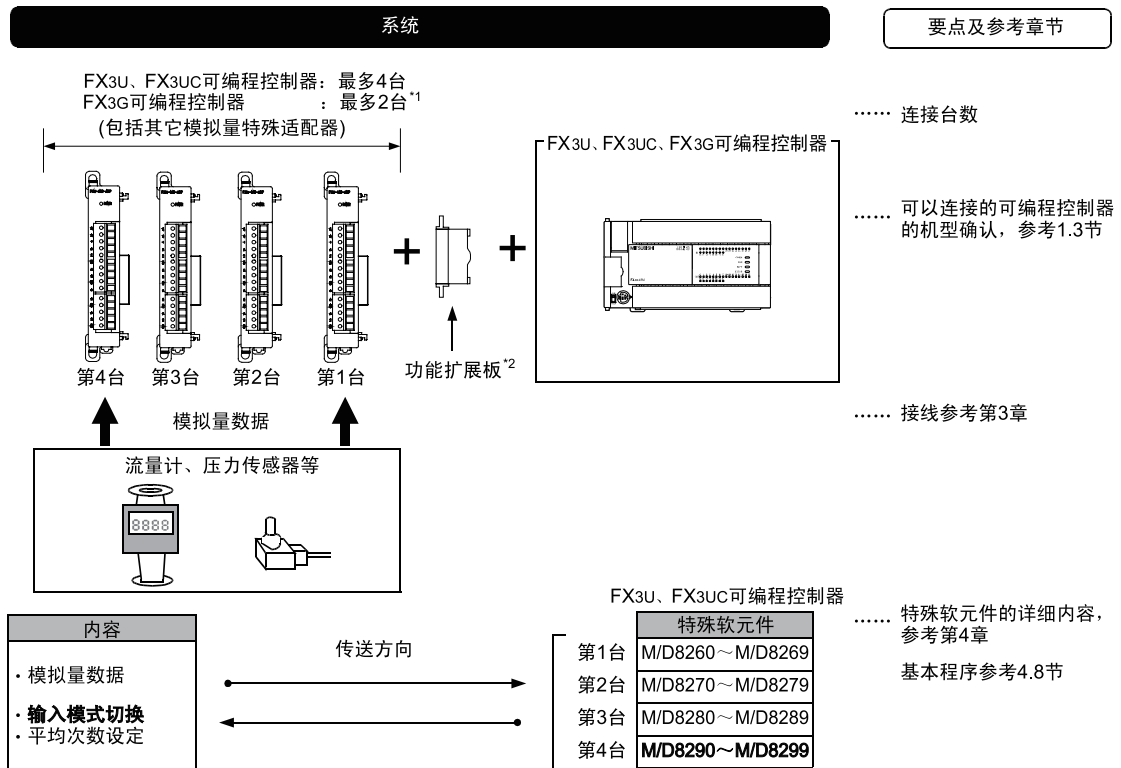 系统
要点及参考章节
FX3U、FX3UC可编程控制器：最多4台
FX3G可编程控制器 ：最多2台*1
(包括其它模拟量特殊适配器)
…… 连接台数
FX3U、FX3UC、FX3G可编程控制器
…… 可以连接的可编程控制器
的机型确认，参考1.3节
MITSUBISHI
第4台 第3台 第2台 第1台
功能扩展板*2
模拟量数据
…… 接线参考第3章
流量计、压力传感器等
8888
FX3U、FX3UC可编程控制器
…… 特殊软元件的详细内容，
参考第4章
基本程序参考4.8节
内容
特殊软元件
传送方向
第1台 M/D8260～M/D8269
·模拟量数据
第2台 M/D8270～M/D8279
·输入模式切换
第3台 M/D8280～M/D8289
·平均次数设定
第4台 M/D8290～M/D8299